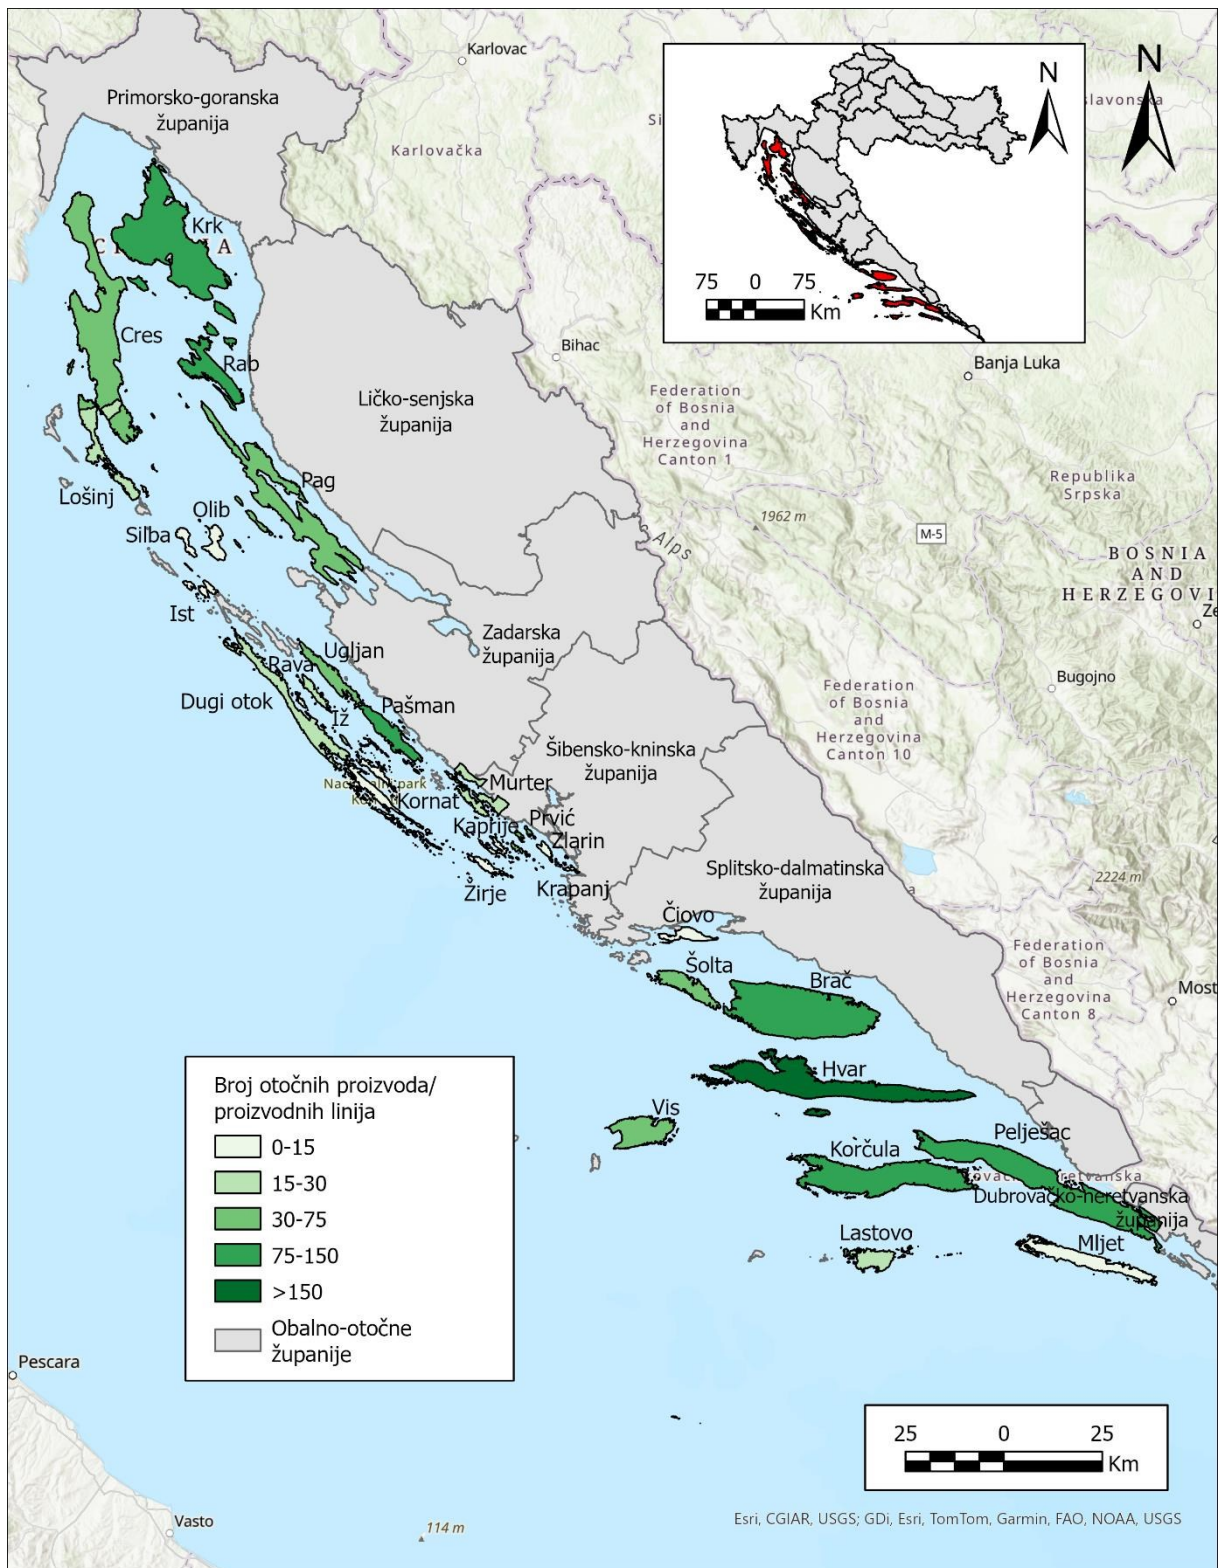 Karlovac
Primorsko-goranska
županija
Karlovačka
N
N
75 0 75
Km
slavonska
Krk
Cres
Rab
Bihac
Banja Luka
Ličko-senjska
županija
Federation
of Bosnia
and
Herzegovina
Canton 1
Republika
Srpska
Pag
Lošinj
Olib
Silba
1962 m
M-5
Alps
BOSNIA
AND
HERZEGOVI
Ze
Ist
Zadarska
županija
Ugljan
Rava
Dugi otok
Iž
Pašman
Bugojno
Federation
of Bosnia
and
Herzegovina
Canton 10
Šibensko-kninska
županija
Murter
Kornat
Kaprije
Prvić
Zlarin
Žirje
Krapanj
Splitsko-dalmatinska
županija
2224 m
Čiovo
Šolta
Brač
Federation
of Bosnia
and
Herzegovina
Canton 8
Most
Hvar
Vis
Pelješac
Korčula
Dubrovačko-neretvanska
županija
Lastovo
Mljet
Broj otočnih proizvoda/
proizvodnih linija
0-15
15-30
30-75
75-150
>150
Obalno-otočne
županije
Pescara
25 0 25
Km
Vasto
114 m
Esri, CGIAR, USGS; GDi, Esri, TomTom, Garmin, FAO, NOAA, USGS